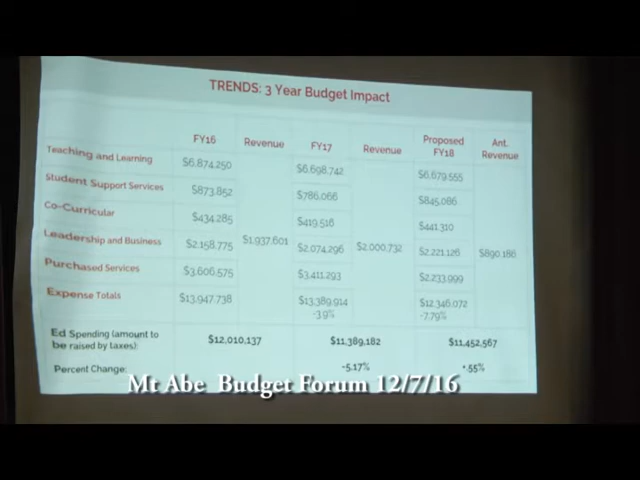 TRENDS: 3 Year Budget Impact
FY16 Revenue FY17 Revenue Proposed FY18 Ant. Revenue
Teaching and Learning $6,874,250 $6,698,742 $6,679,555
Student Support Services $873,852 $786,066 $845,086
Co-Curricular $434,285 $419,516 $441,310
Leadership and Business $2,158,775 $1,937,601 $2,074,296 $2,000,732 $2,221,126 $890,186
Purchased Services $3,606,575 $3,411,293 $2,233,999
Expense Totals $13,947,738 $13,389,914 $12,346,072
-3.9% -7.79%
Ed Spending (amount to
be raised by taxes): $12,010,137 $11,389,182 $11,452,567
Percent Change: -5.17% .55%
Mt Abe Budget Forum 12/7/16